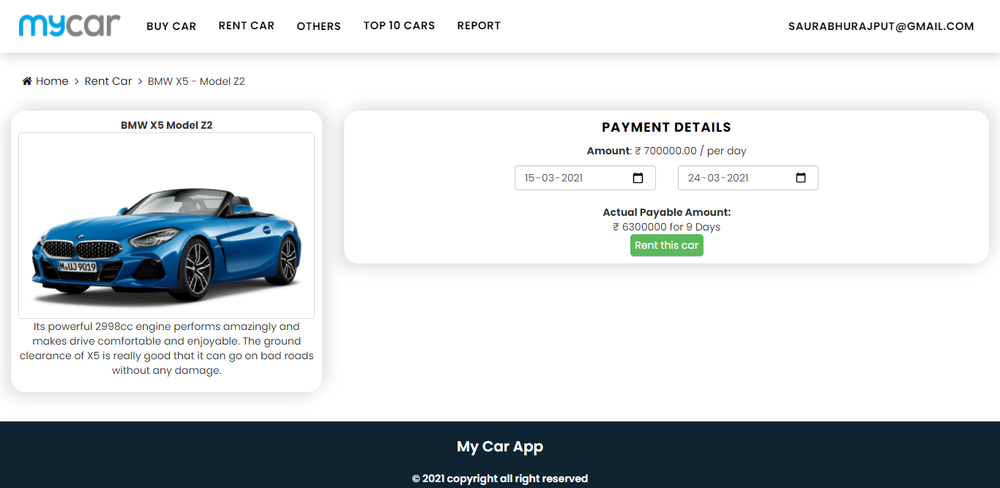 mycar
BUY CAR
RENT CAR
OTHERS
TOP 10 CARS
REPORT
SAURABHURAJPUT@GMAIL.COM
Home > Rent Car > BMW X5 - Model Z2
BMW X5 Model Z2
M UJ 9019
Its powerful 2998cc engine performs amazingly and
makes drive comfortable and enjoyable. The ground
clearance of X5 is really good that it can go on bad roads
without any damage.
PAYMENT DETAILS
Amount: ₹ 700000.00 / per day
15-03-2021
24-03-2021
Actual Payable Amount:
₹ 6300000 for 9 Days
Rent this car
My Car App
© 2021 copyright all right reserved